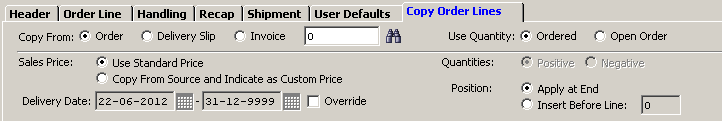 Header Order Line Handling Recap Shipment User Defaults Copy Order Lines
Copy From: Order Delivery Slip Invoice 0 Use Quantity: Ordered Open Order
Sales Price: Use Standard Price Quantities: Positive Negative
Copy From Source and Indicate as Custom Price
Position: Apply at End
Delivery Date: 22-06-2012 - 31-12-9999 Override Insert Before Line: 0